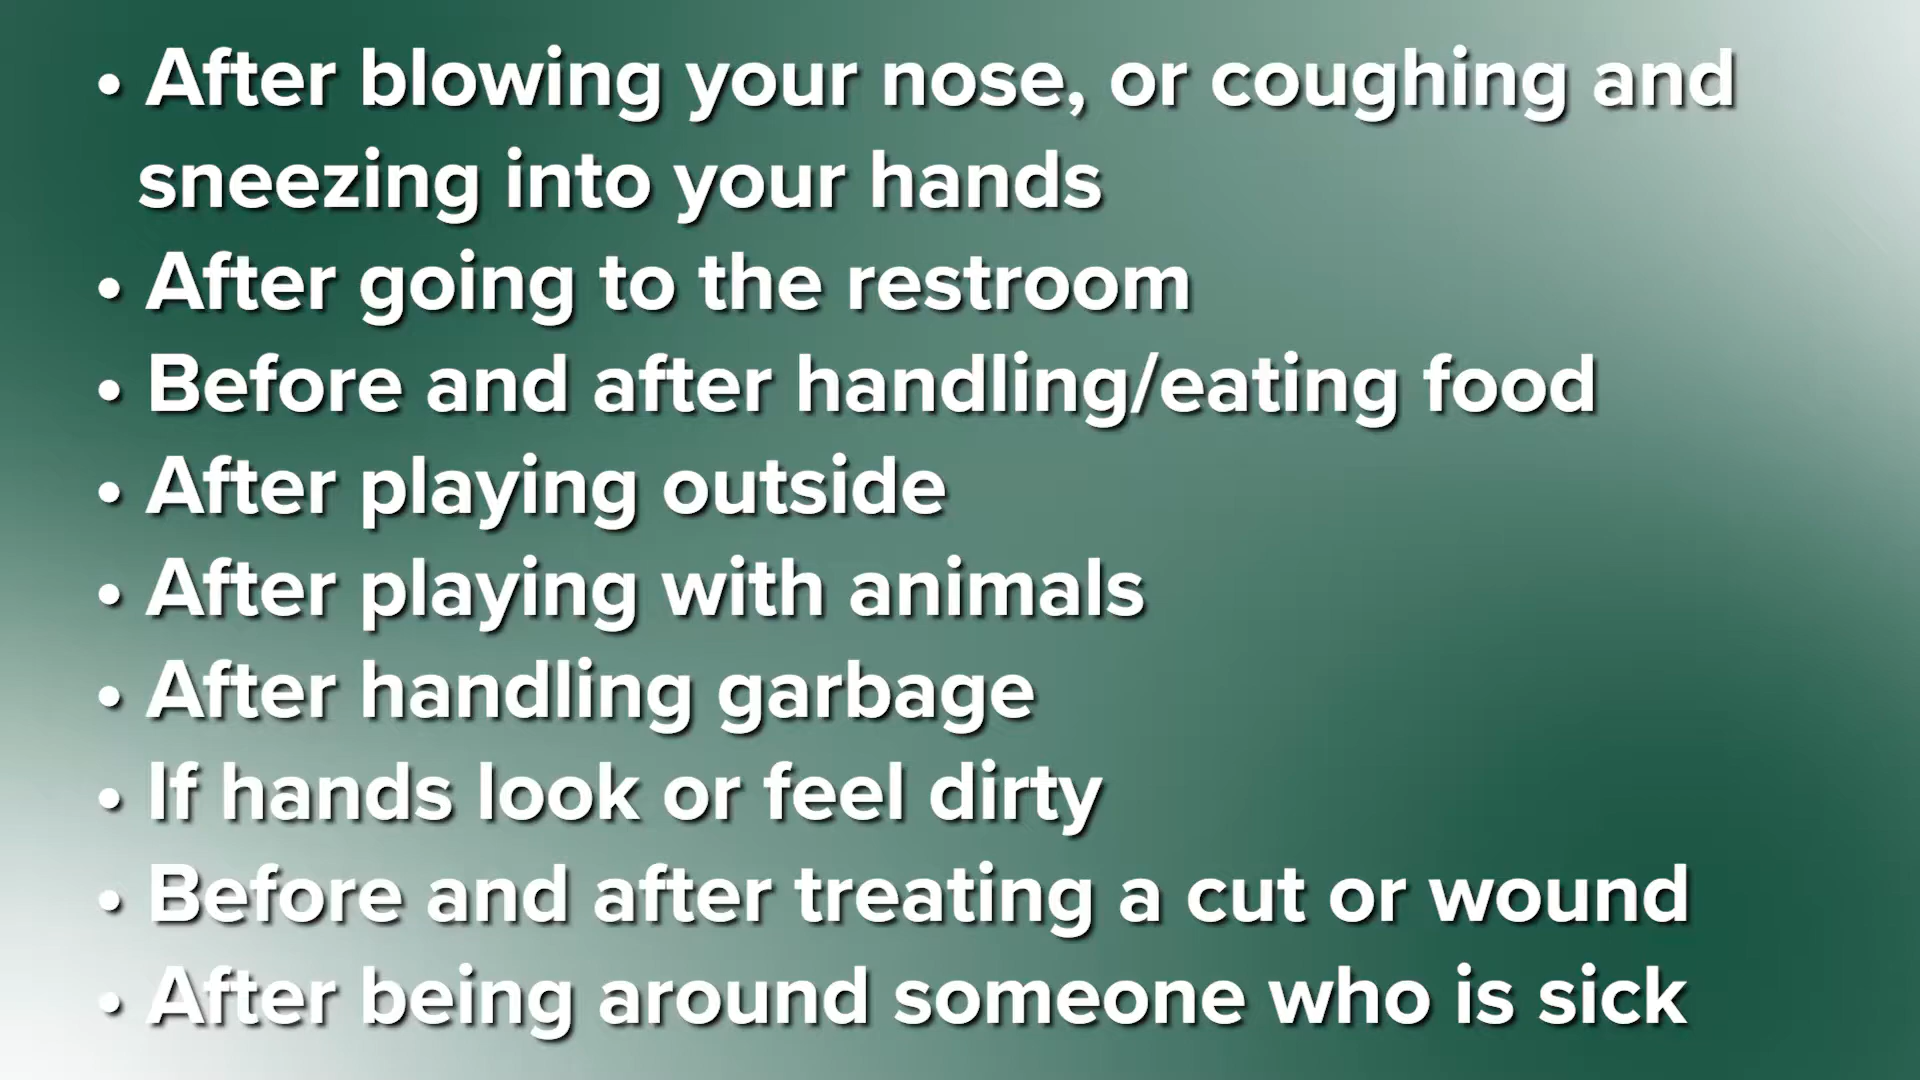 • After blowing your nose, or coughing and
sneezing into your hands
• After going to the restroom
• Before and after handling/eating food
• After playing outside
• After playing with animals
• After handling garbage
• If hands look or feel dirty
• Before and after treating a cut or wound
• After being around someone who is sick